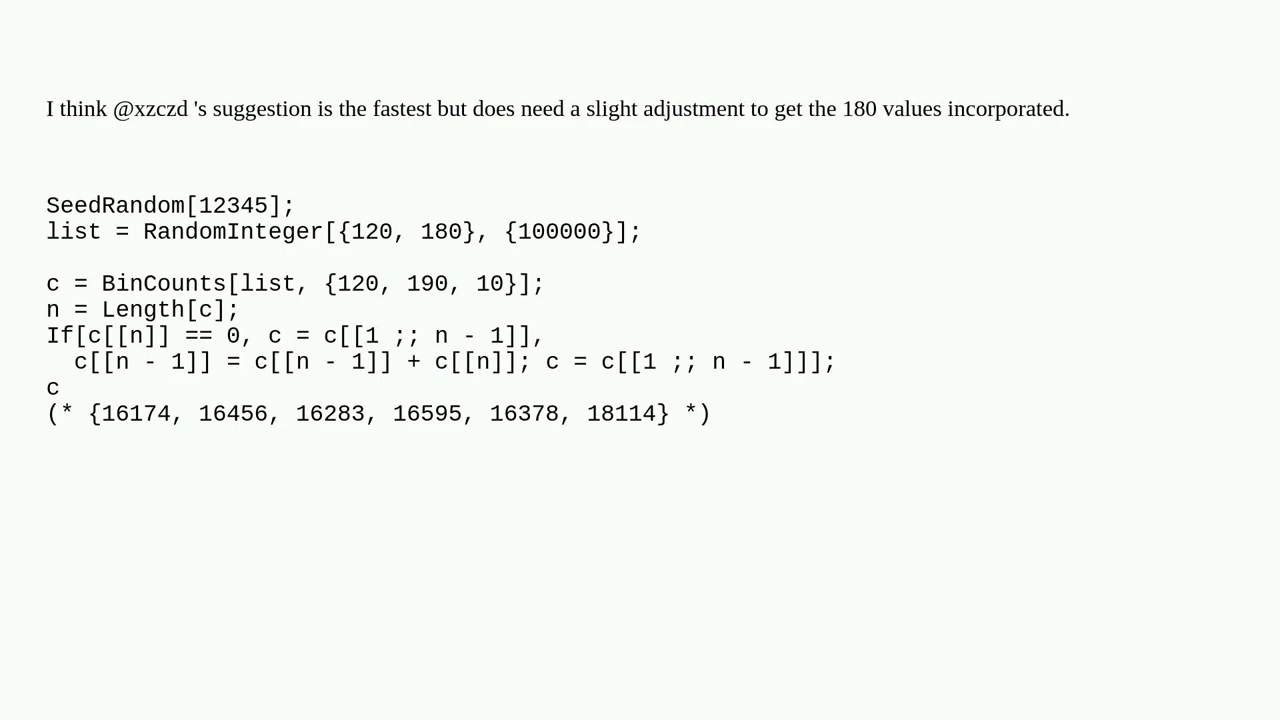 I think @xzczd 's suggestion is the fastest but does need a slight adjustment to get the 180 values incorporated.
SeedRandom[12345];
list = RandomInteger[{120, 180}, {100000}];
c = BinCounts[list, {120, 190, 10}];
n = Length[c];
If[c[[n]] == 0, c = c[[1 ;; n - 1]],
  c[[n - 1]] = c[[n - 1]] + c[[n]]; c = c[[1 ;; n - 1]]];
c
(* {16174, 16456, 16283, 16595, 16378, 18114} *)